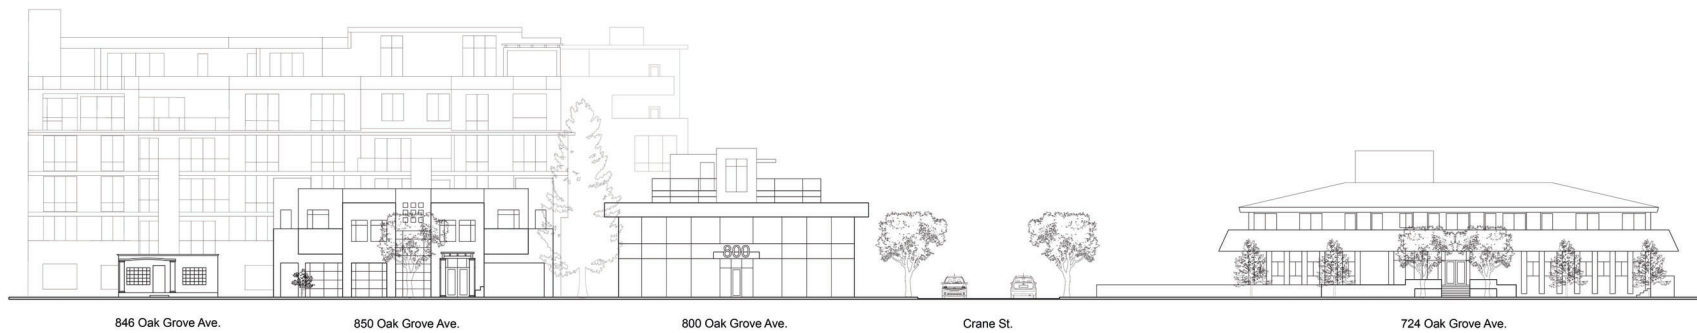 800
846 Oak Grove Ave.
850 Oak Grove Ave.
800 Oak Grove Ave.
Crane St.
724 Oak Grove Ave.